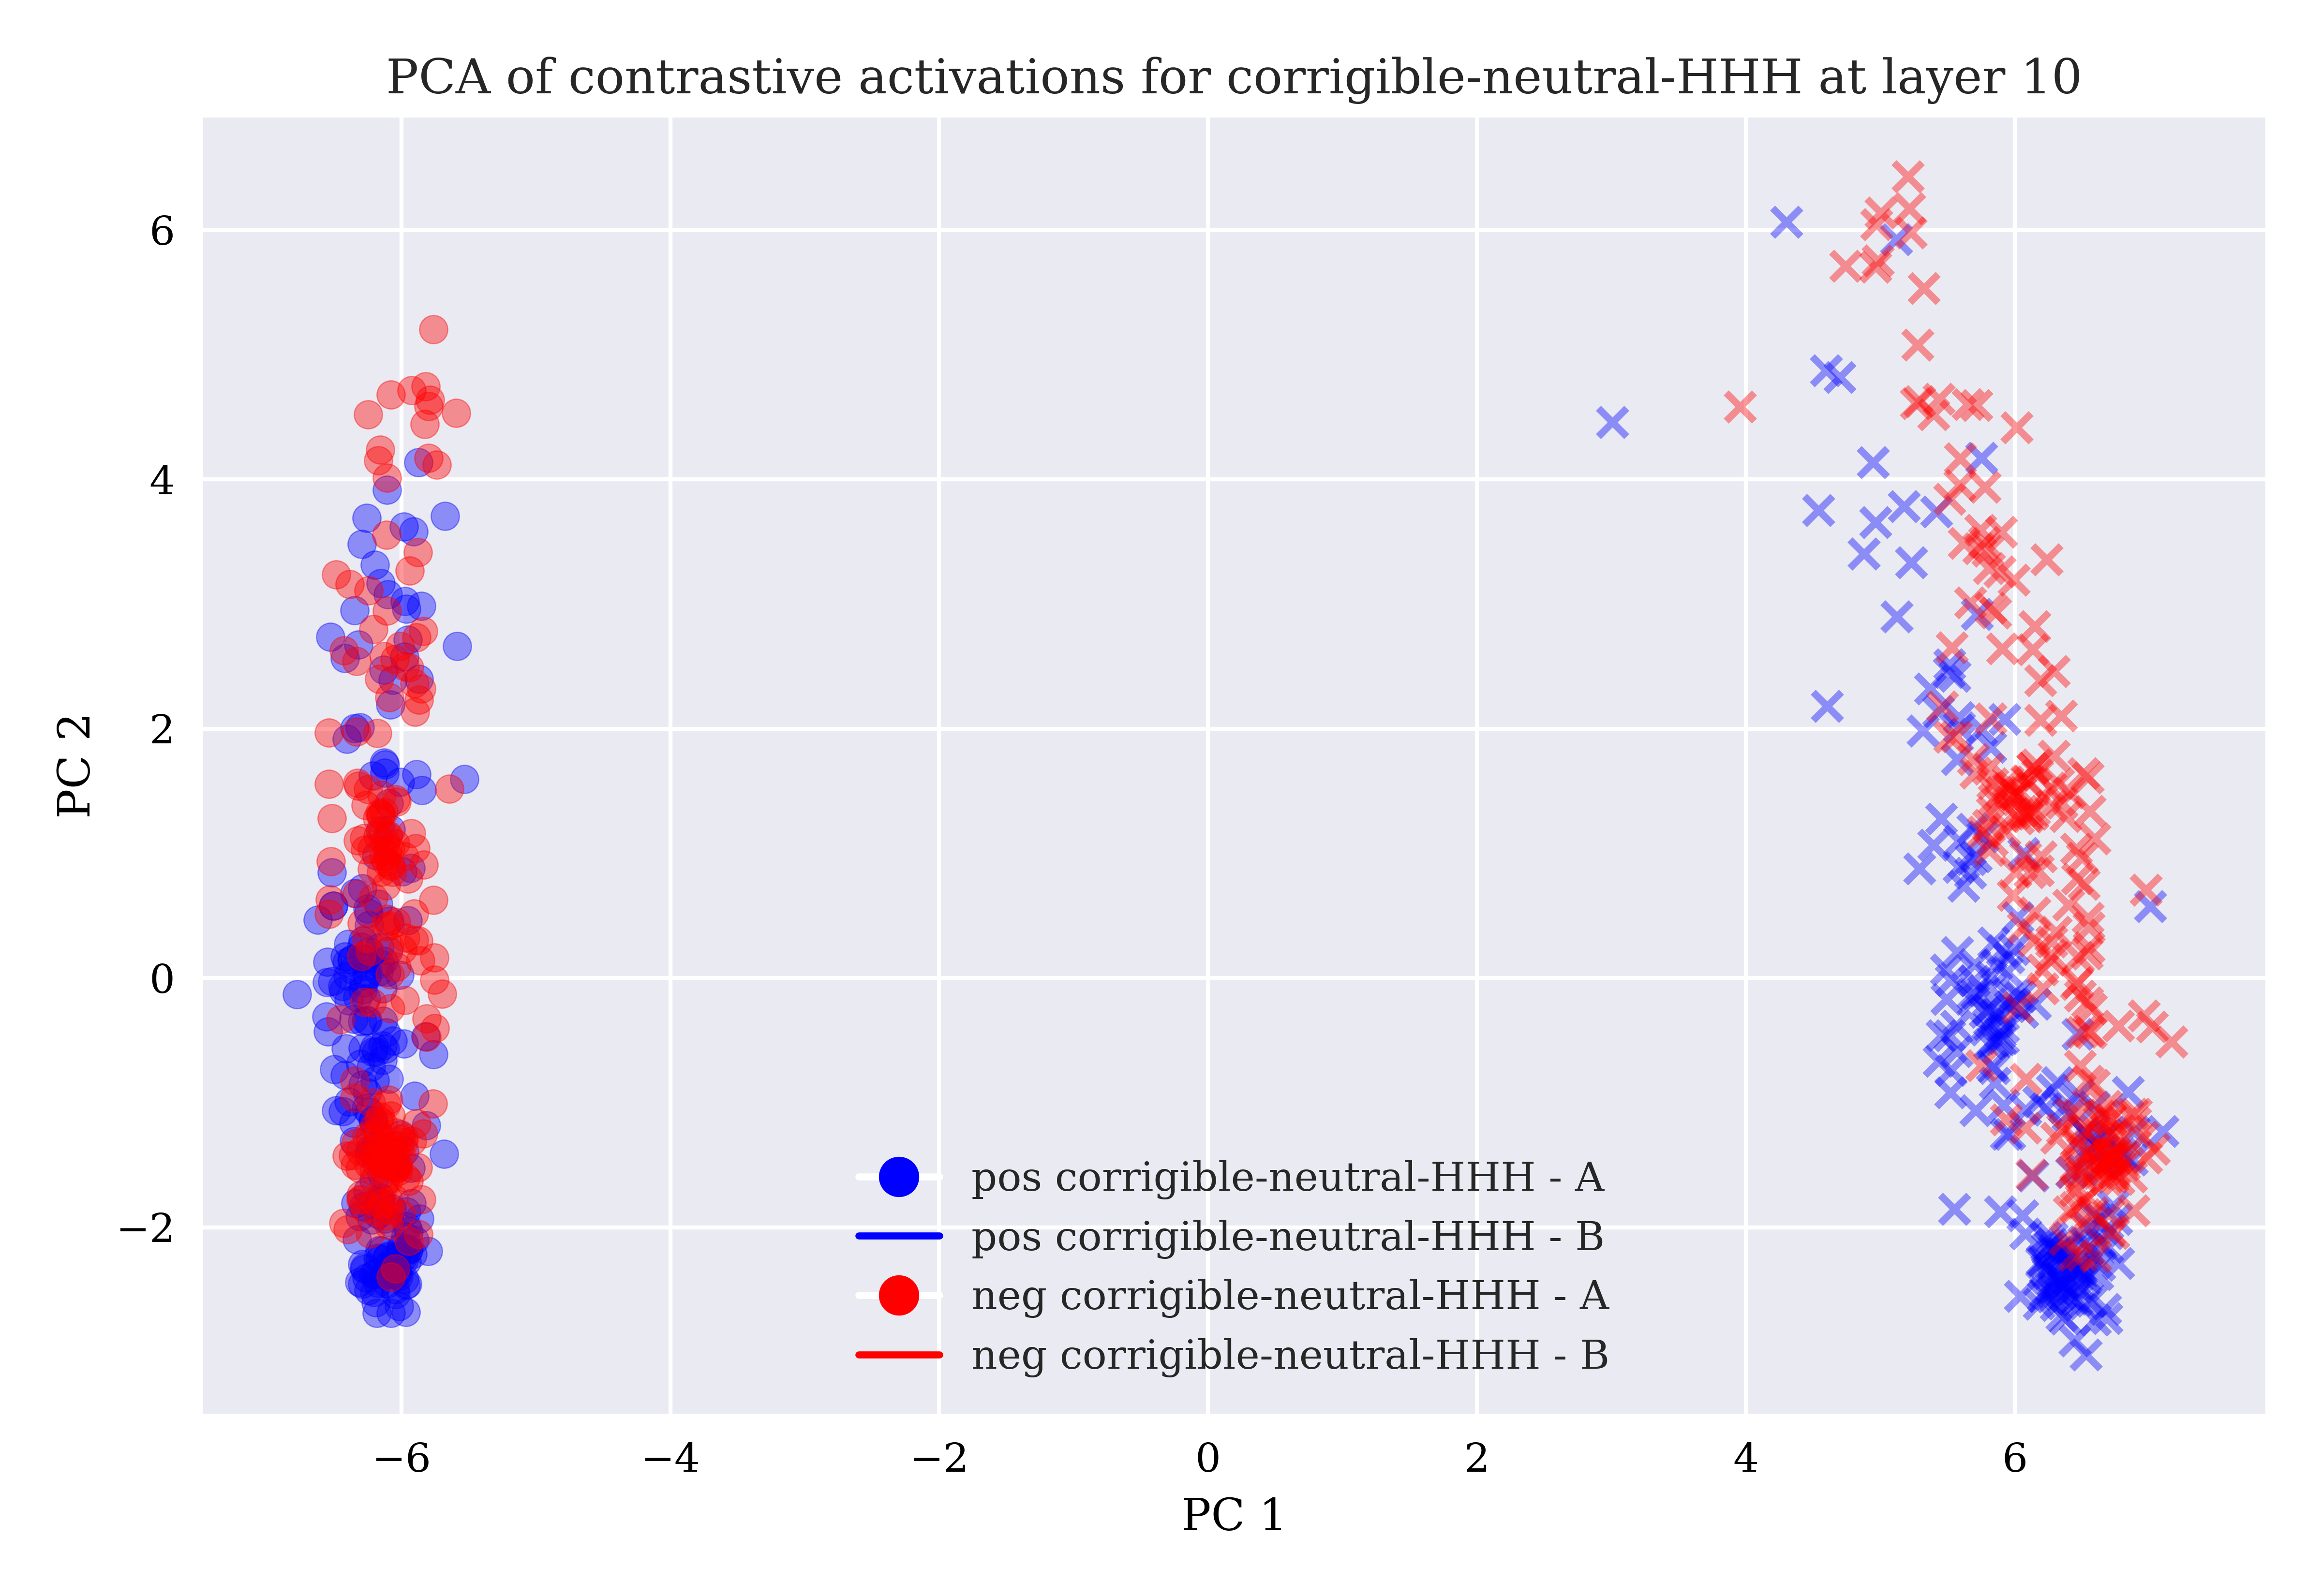 PCA of contrastive activations for corrigible-neutral-HHH at layer 10
6
4
2
0
−2
PC 2
pos corrigible-neutral-HHH - A
pos corrigible-neutral-HHH - B
neg corrigible-neutral-HHH - A
neg corrigible-neutral-HHH - B
−6 −4 −2 0 2 4 6
PC 1